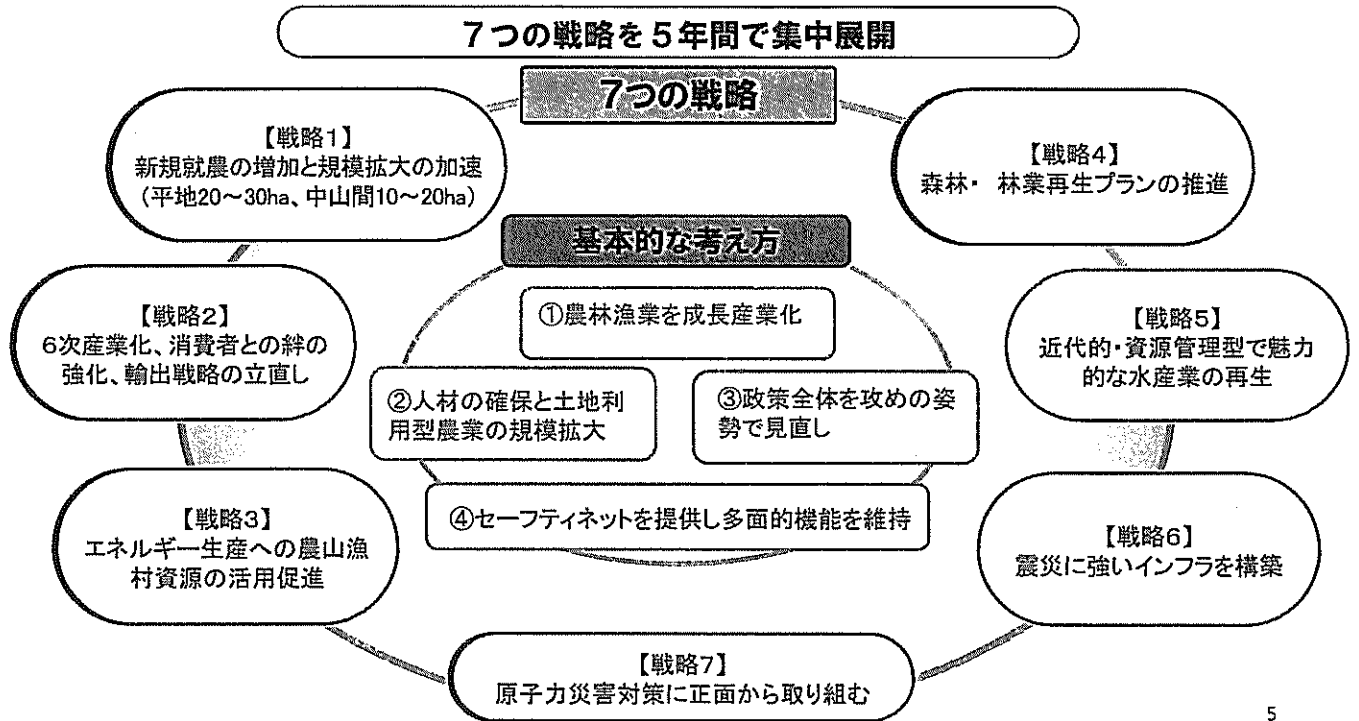 7つの戦略を5年間で集中展開
7つの戦略
【戦略1】
新規就農の増加と規模拡大の加速
(平地20～30ha、中山間10～20ha)
【戦略2】
6次産業化、消費者との絆の
強化、輸出戦略の立直し
【戦略3】
エネルギー生産への農山漁
村資源の活用促進
【戦略4】
森林・ 林業再生プランの推進
【戦略5】
近代的・資源管理型で魅力
的な水産業の再生
【戦略6】
震災に強いインフラを構築
【戦略7】
原子力災害対策に正面から取り組む
基本的な考え方
①農林漁業を成長産業化
②人材の確保と土地利
用型農業の規模拡大
③政策全体を攻めの姿
勢で見直し
④セーフティネットを提供し多面的機能を維持
5